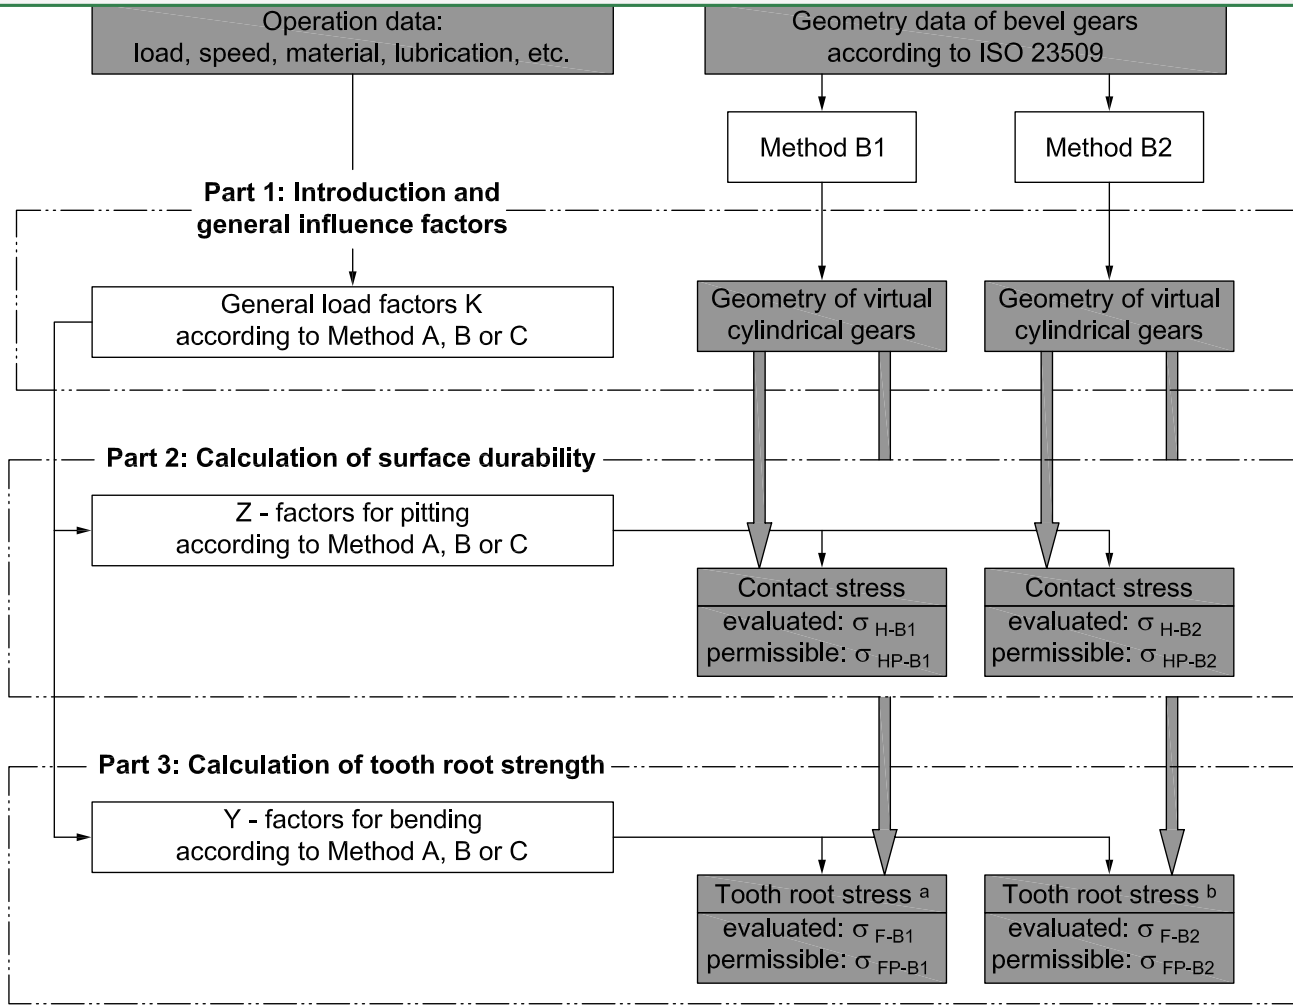 Operation data:
load, speed, material, lubrication, etc.
Geometry data of bevel gears
according to ISO 23509
Method B1
Method B2
Part 1: Introduction and
general influence factors
General load factors K
according to Method A, B or C
Geometry of virtual
cylindrical gears
Geometry of virtual
cylindrical gears
Part 2: Calculation of surface durability
Z - factors for pitting
according to Method A, B or C
Contact stress
evaluated: σ H-B1
permissible: σ HP-B1
Contact stress
evaluated: σ H-B2
permissible: σ HP-B2
Part 3: Calculation of tooth root strength
Y - factors for bending
according to Method A, B or C
Tooth root stress a
evaluated: σ F-B1
permissible: σ FP-B1
Tooth root stress b
evaluated: σ F-B2
permissible: σ FP-B2